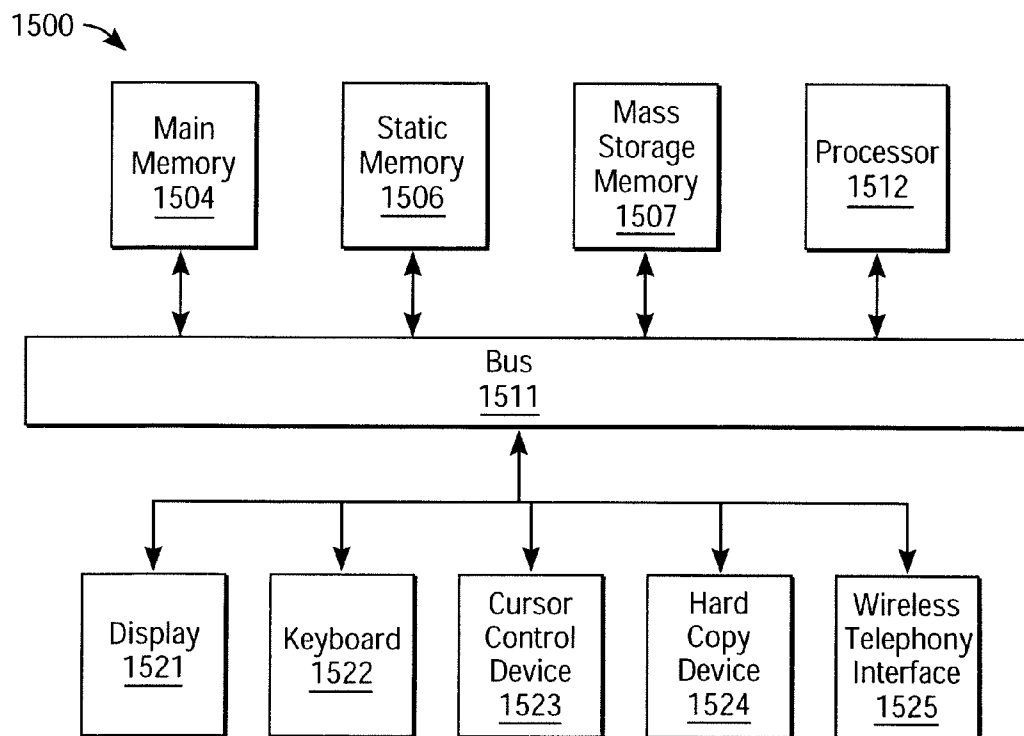 1500
Main
Memory
1504
Static
Memory
1506
Mass
Storage
Memory
1507
Processor
1512
Bus
1511
Display
1521
Keyboard
1522
Cursor
Control
Device
1523
Hard
Copy
Device
1524
Wireless
Telephony
Interface
1525